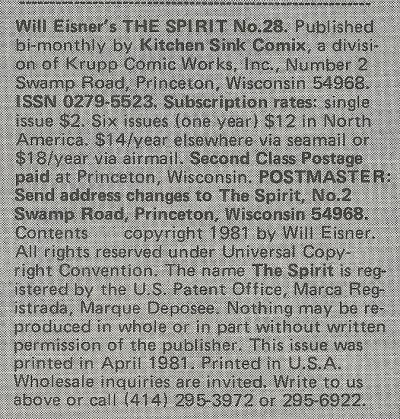 Will Eisner's THE SPIRIT No.28. Published
bi-monthly by Kitchen Sink Comix, a divisi-
on of Krupp Comic Works, Inc., Number 2
Swamp Road, Princeton, Wisconsin 54968.
ISSN 0279-5523. Subscription rates: single
issue $2. Six issues (one year) $12 in North
America. $14/year elsewhere via seamail or
$18/year via airmail. Second Class Postage
paid at Princeton, Wisconsin. POSTMASTER:
Send address changes to The Spirit, No.2
Swamp Road, Princeton, Wisconsin 54968.
Contents copyright 1981 by Will Eisner.
All rights reserved under Universal Copy-
right Convention. The name The Spirit is reg-
istered by the U.S. Patent Office, Marca Reg-
istrada, Marque Deposee. Nothing may be re-
produced in whole or in part without written
permission of the publisher. This issue was
printed in April 1981. Printed in U.S.A.
Wholesale inquiries are invited. Write to us
above or call (414) 295-3972 or 295-6922.